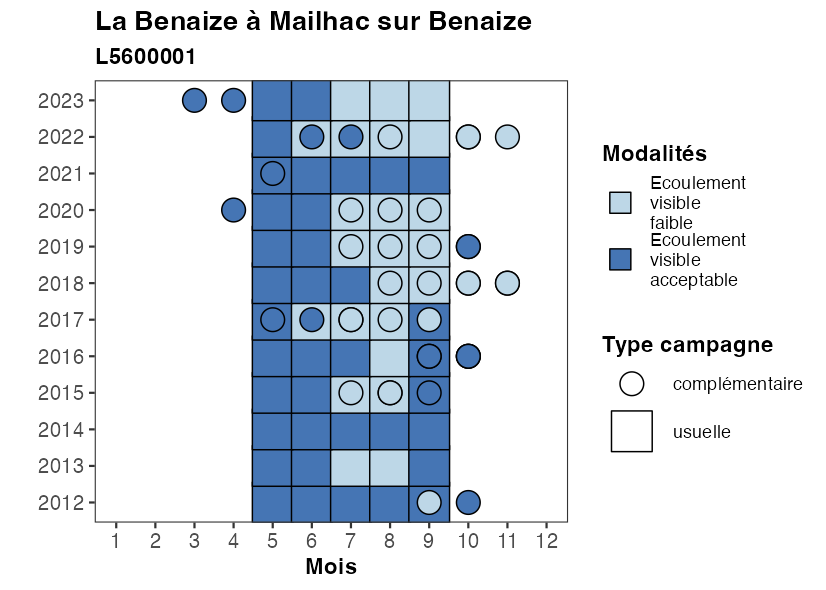 La Benaize à Mailhac sur Benaize
L5600001
2023
2022
2021
2020
2019
2018
2017
2016
2015
2014
2013
2012
1 2 3 4 5 6 7 8 9 10 11 12
Mois
Modalités
Ecoulement
visible
faible
Ecoulement
visible
acceptable
Type campagne
complémentaire
usuelle